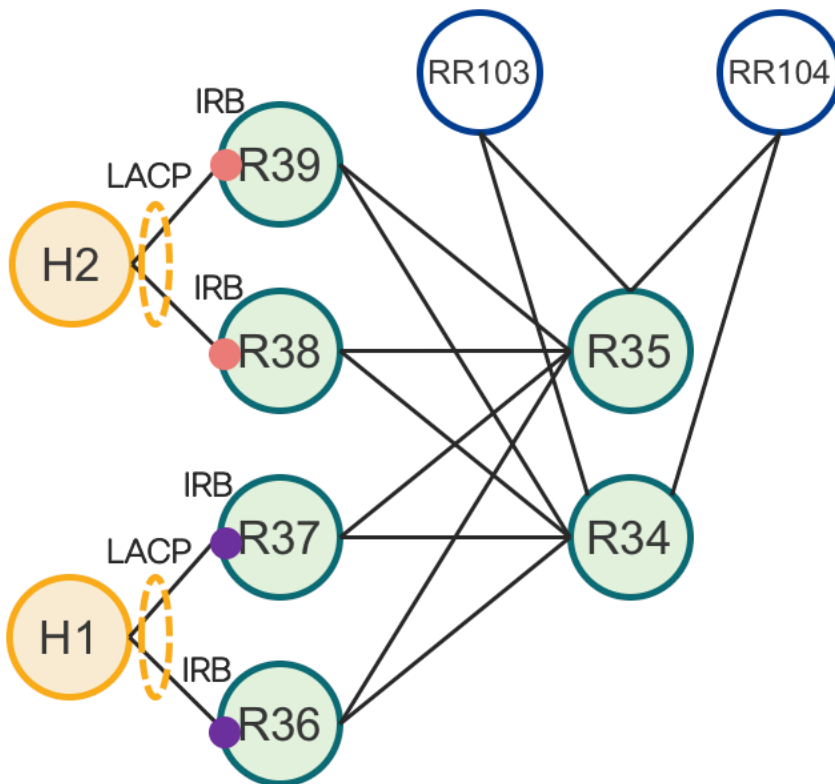 RR103
RR104
IRB
R39
LACP
H2
IRB
R38
R35
IRB
R37
R34
LACP
H1
IRB
R36